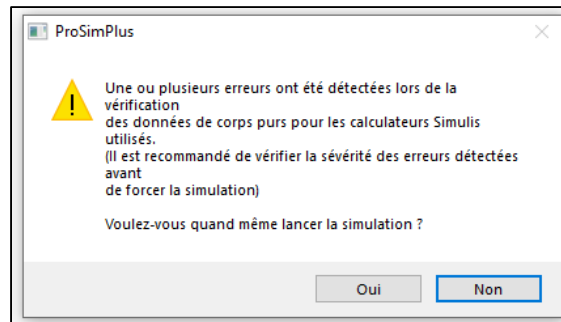 ProSimPlus
Une ou plusieurs erreurs ont été détectées lors de la
vérification
des données de corps purs pour les calculateurs Simulis
utilisés.
(Il est recommandé de vérifier la sévérité des erreurs détectées
avant
de forcer la simulation)
Voulez-vous quand même lancer la simulation ?
Oui
Non